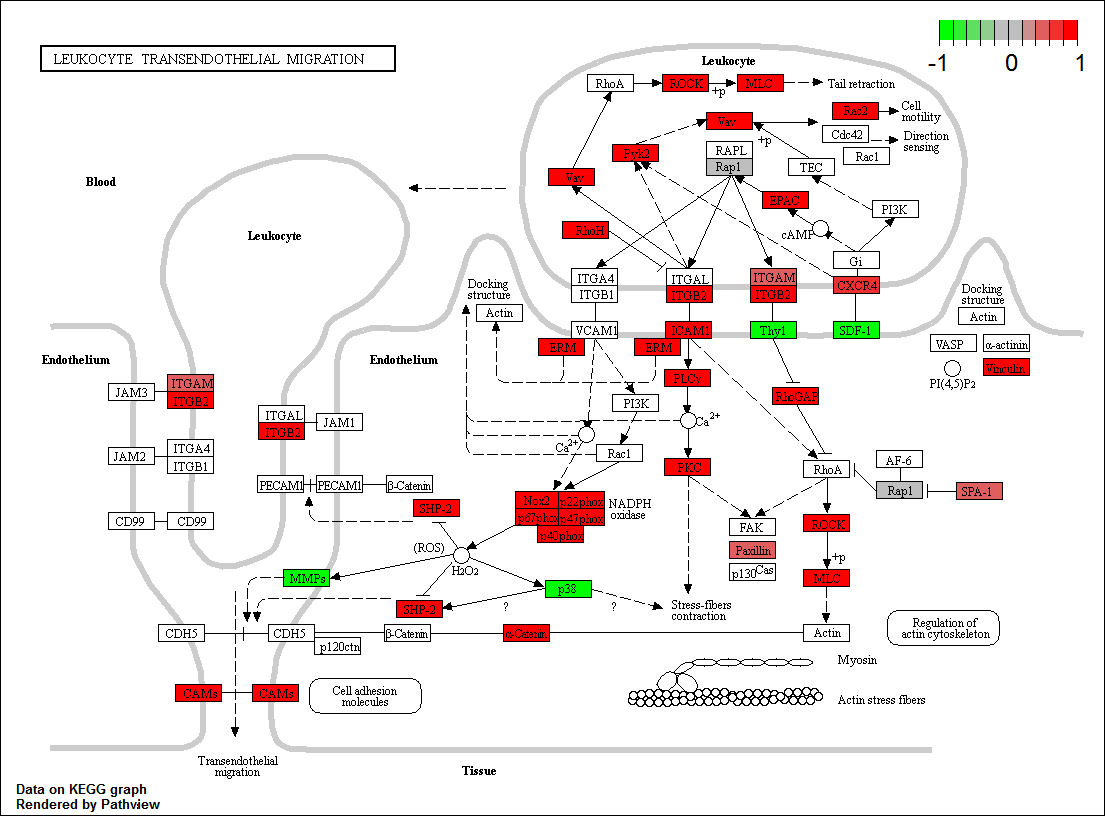 -1 0 1
LEUKOCYTE TRANSENDOTHELIAL MIGRATION
Leukocyte
RhoA
ROCK
+p
MLC
Tail retraction
Vav
+p
Rac2
Cell
motility
Cdc42
Direction
sensing
Rac1
Pyk2
RAPL
Rap1
TEC
Vav
EPAC
PI3K
cAMP
RhoH
Gi
Blood
Leukocyte
ITGA4
ITGB1
ITGAL
ITGB2
ITGAM
ITGB2
CXCR4
Docking
structure
Actin
VCAM1
ICAM1
Thy1
SDF-1
Docking
structure
Actin
VASP
α-actinin
PI(4,5)P2
Vinculin
Endothelium
Endothelium
ERM
ERM
JAM3
ITGAM
ITGB2
PLCγ
PI3K
RhoGAP
ITGAL
ITGB2
JAM1
Ca2+
Ca2+
JAM2
ITGA4
ITGB1
Rac1
PKC
RhoA
AF-6
Rap1
SPA-1
PECAM1
PECAM1
β-Catenin
SHP-2
Nox2
p22phox
p67phox
p47phox
p40phox
NADPH
oxidase
CD99
CD99
FAK
ROCK
(ROS)
H2O2
Paxillin
+p
p130Cas
MMPs
p38
MLC
SHP-2
?
?
Stress-fibers
contraction
CDH5
CDH5
p120ctn
β-Catenin
α-Catenin
Actin
Regulation of
actin cytoskeleton
Myosin
CAMs
CAMs
Cell adhesion
molecules
Actin stress fibers
Transendothelial
migration
Tissue
Data on KEGG graph
Rendered by Pathview